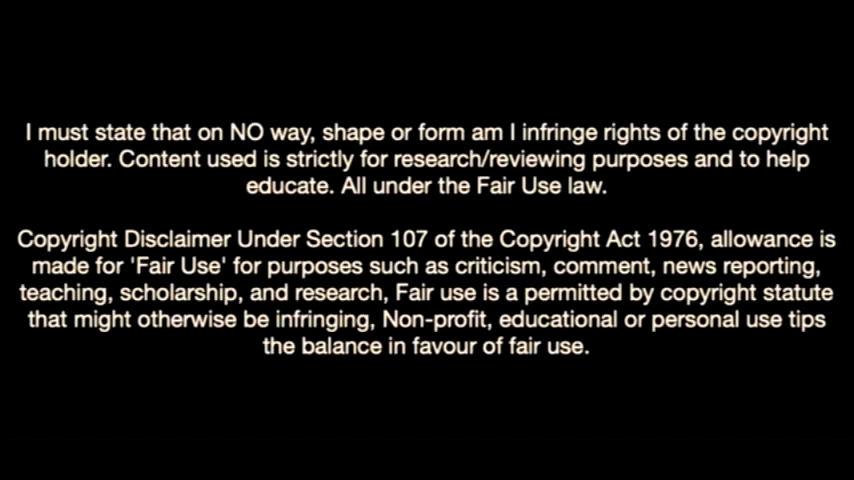 I must state that on NO way, shape or form am I infringe rights of the copyright
holder. Content used is strictly for research/reviewing purposes and to help
educate. All under the Fair Use law.
Copyright Disclaimer Under Section 107 of the Copyright Act 1976, allowance is
made for 'Fair Use' for purposes such as criticism, comment, news reporting,
teaching, scholarship, and research, Fair use is a permitted by copyright statute
that might otherwise be infringing, Non-profit, educational or personal use tips
the balance in favour of fair use.